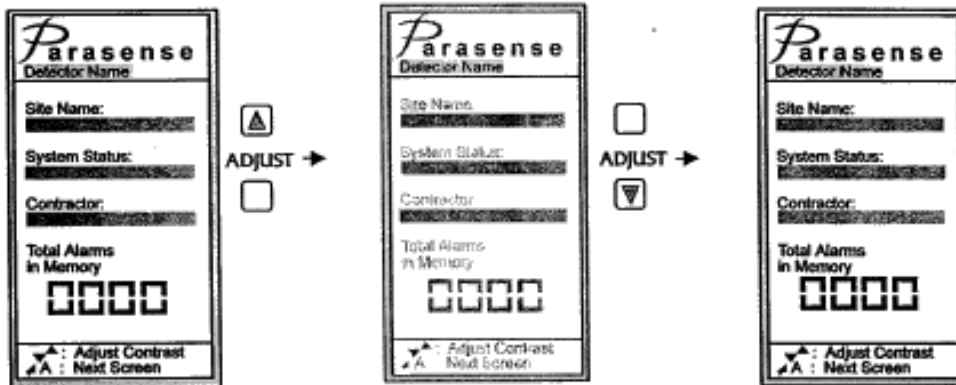 Parasense
Detector Name
Site Name:
System Status:
Contractor:
Total Alarms
in Memory
0000
: Adjust Contrast
A : Next Screen
ADJUST
Parasense
Detector Name
Site Name
System Status:
Contractor
Total Alarms
in Memory
0000
: Adjust Contrast
A Next Screen
ADJUST
Parasense
Detector Name
Site Name:
System Status:
Contractor:
Total Alarms
in Memory
0000
: Adjust Contrast
A : Next Screen